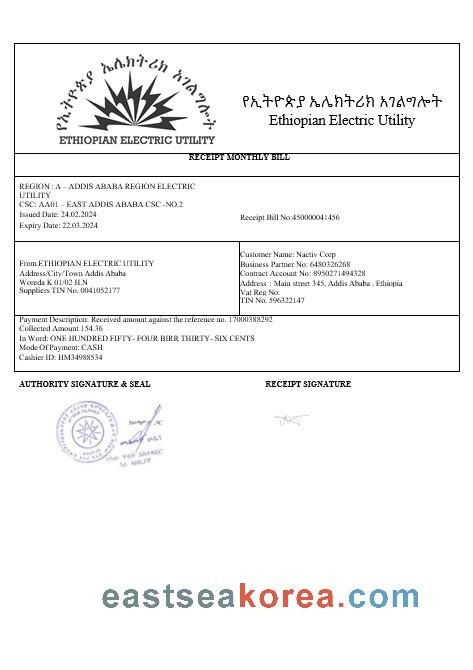 የኢትዮጵያ ኤሌክትሪክ አገልግሎት
ETHIOPIAN ELECTRIC UTILITY
የኢትዮጵያ ኤሌክትሪክ አገልግሎት
Ethiopian Electric Utility
RECEIPT MONTHLY BILL
REGION : A – ADDIS ABABA REGION ELECTRIC
UTILITY
CSC: AA01 – EAST ADDIS ABABA CSC -NO.2
Issued Date: 24.02.2024
Expiry Date: 22.03.2024
Receipt Bill No:450000041456
From ETHIOPIAN ELECTRIC UTILITY
Address/City/Town Addis Ababa
Woreda K 01/02 H.N
Suppliers TIN No. 0041052177
Customer Name: Nactiv Corp
Business Partner No: 6480326268
Contract Account No: 8950271494328
Address : Main street 345, Addis Ababa , Ethiopia
Vat Reg No:
TIN No. 596322147
Payment Description: Received amount against the reference no. 17000388292
Collected Amount 154.36
In Word: ONE HUNDRED FIFTY- FOUR BIRR THIRTY- SIX CENTS
Mode Of Payment: CASH
Cashier ID: HM34988534
AUTHORITY SIGNATURE & SEAL
RECEIPT SIGNATURE
eastseakorea.com